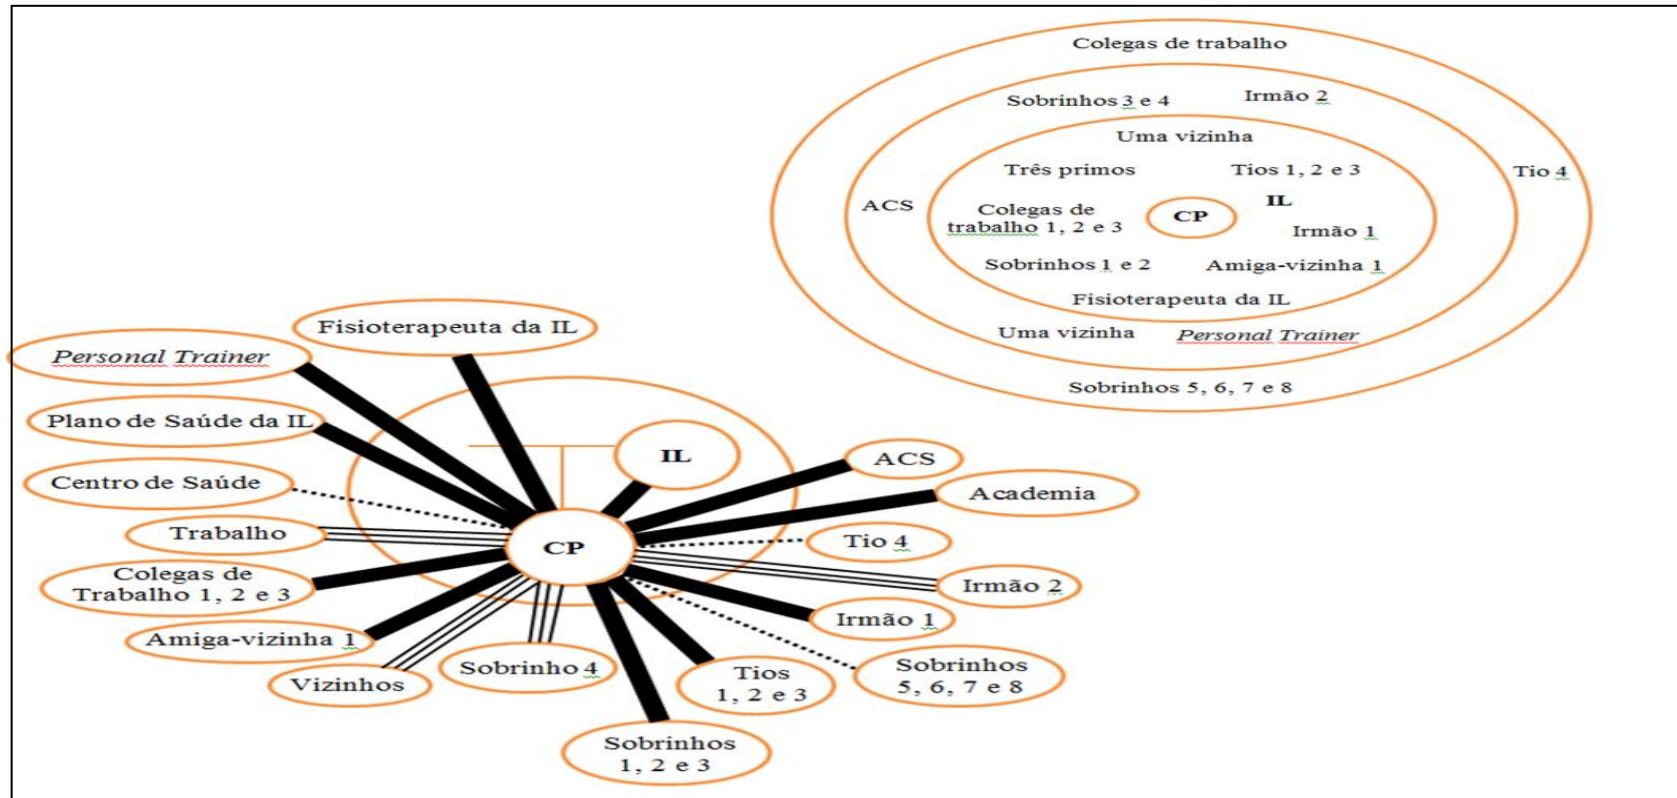 Colegas de trabalho
Sobrinhos 3 e 4
Irmão 2
Uma vizinha
Três primos
Tios 1, 2 e 3
Tio 4
ACS
IL
Colegas de
trabalho 1, 2 e 3
CP
Irmão 1
Sobrinhos 1 e 2
Amiga-vizinha 1
Fisioterapeuta da IL
Uma vizinha
Personal Trainer
Sobrinhos 5, 6, 7 e 8
Fisioterapeuta da IL
Personal Trainer
Plano de Saúde da IL
IL
ACS
Centro de Saúde
Academia
Trabalho
CP
Tio 4
Colegas de
Trabalho 1, 2 e 3
Irmão 2
Irmão 1
Amiga-vizinha 1
Vizinhos
Sobrinho 4
Tios
1, 2 e 3
Sobrinhos
5, 6, 7 e 8
Sobrinhos
1, 2 e 3